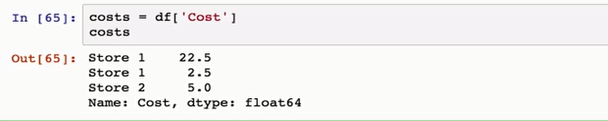 In [65]: costs = df['Cost']
costs
Out[65]: Store 1    22.5
Store 1     2.5
Store 2     5.0
Name: Cost, dtype: float64